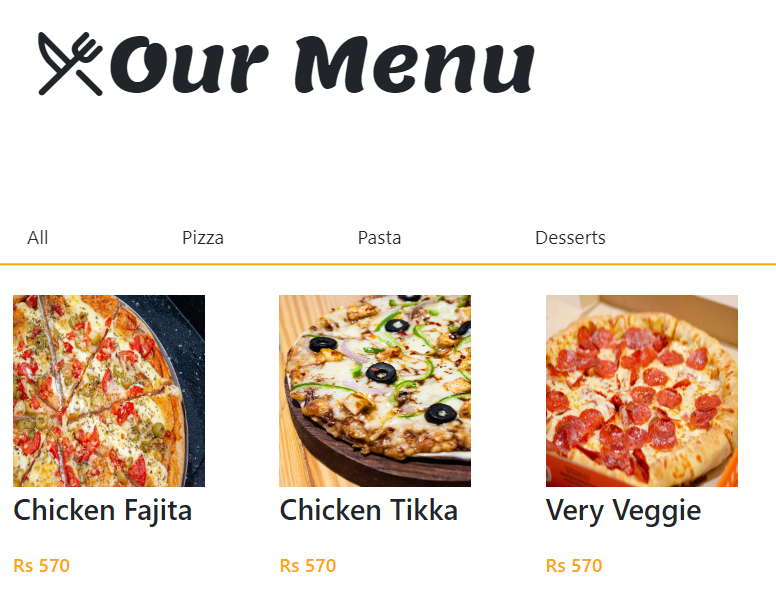 Our Menu
All Pizza Pasta Desserts
Chicken Fajita Chicken Tikka Very Veggie
Rs 570 Rs 570 Rs 570